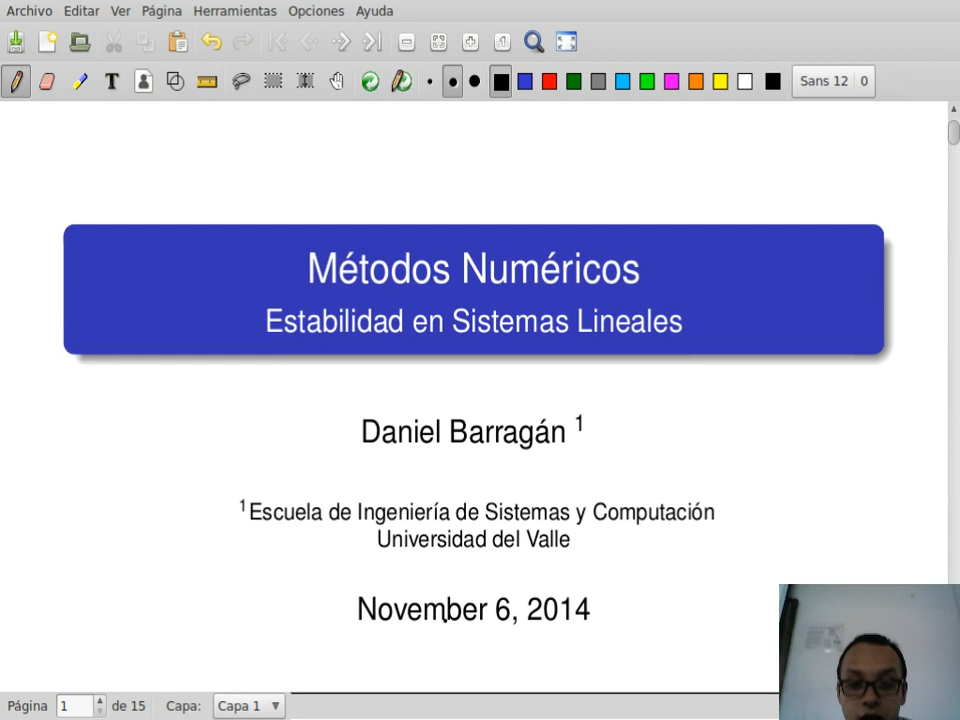 Archivo Editar Ver Página Herramientas Opciones Ayuda
T
Sans 12 0
Métodos Numéricos
Estabilidad en Sistemas Lineales
Daniel Barragán 1
1 Escuela de Ingeniería de Sistemas y Computación
Universidad del Valle
November 6, 2014
Página 1 de 15 Capa: Capa 1